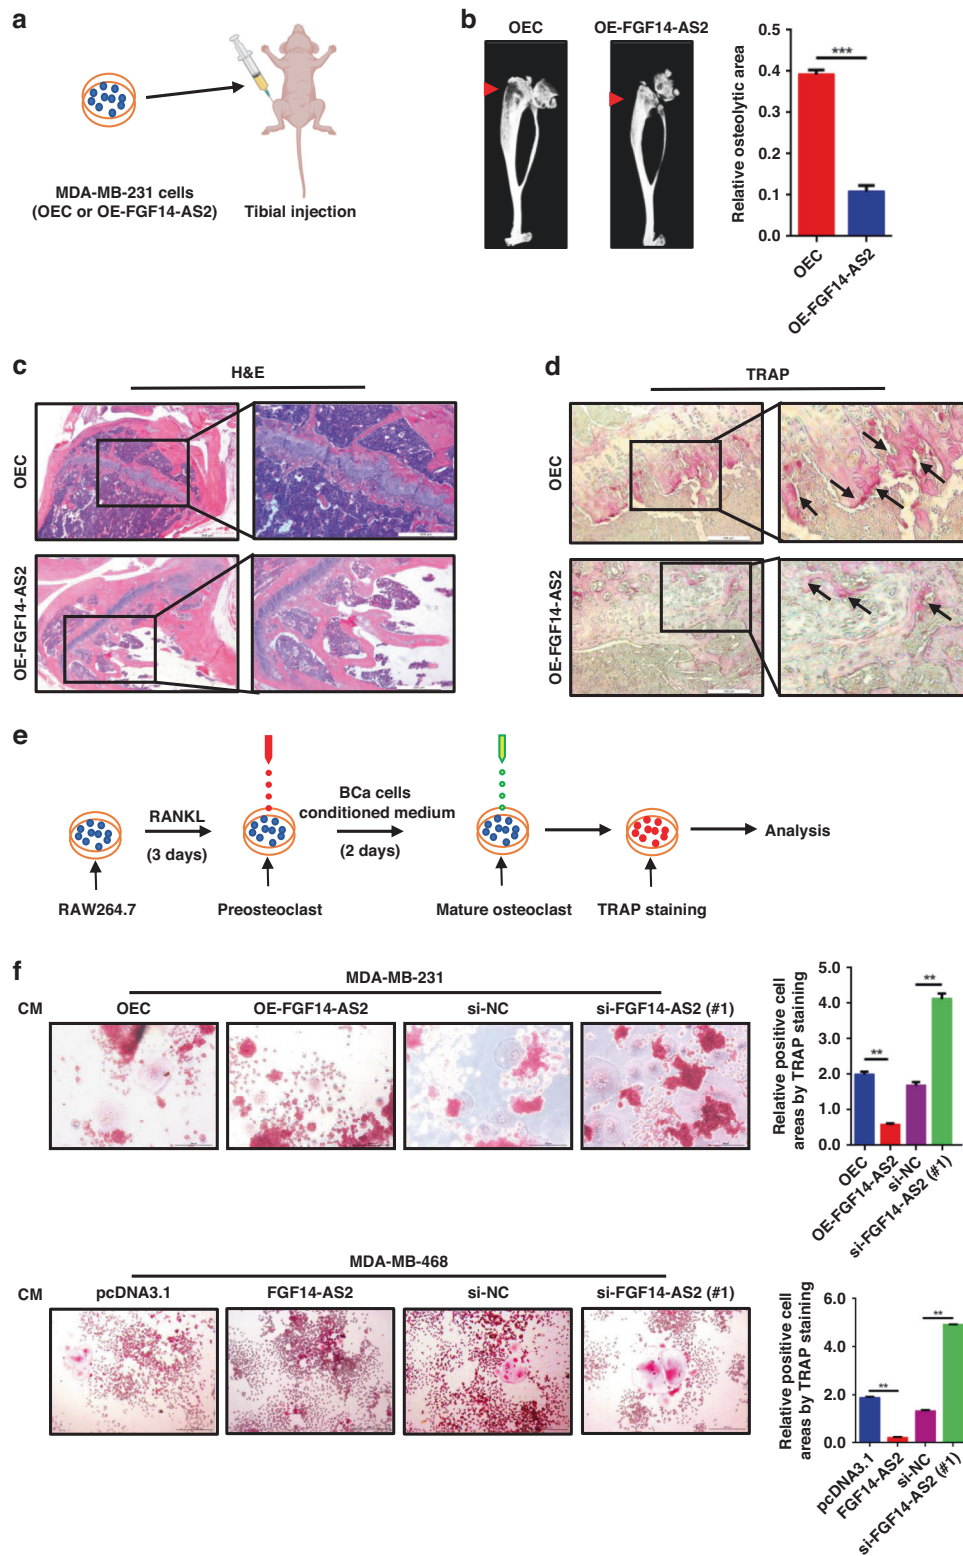 a
MDA-MB-231 cells
(OEC or OE-FGF14-AS2)
Tibial injection
b
OEC
OE-FGF14-AS2
Relative osteolytic area
0.5
0.4
0.3
0.2
0.1
0.0
***
OEC
OE-FGF14-AS2
c
H&E
OEC
OE-FGF14-AS2
d
TRAP
OEC
OE-FGF14-AS2
e
RANKL
(3 days)
BCa cells
conditioned medium
(2 days)
Analysis
RAW264.7
Preosteoclast
Mature osteoclast
TRAP staining
f
MDA-MB-231
CM
OEC
OE-FGF14-AS2
si-NC
si-FGF14-AS2 (#1)
Relative positive cell
areas by TRAP staining
5.0
4.0
3.0
2.0
1.0
0.0
**
**
OEC
OE-FGF14-AS2
si-NC
si-FGF14-AS2 (#1)
MDA-MB-468
CM
pcDNA3.1
FGF14-AS2
si-NC
si-FGF14-AS2 (#1)
Relative positive cell
areas by TRAP staining
6.0
4.0
2.0
0.0
**
**
pcDNA3.1
FGF14-AS2
si-NC
si-FGF14-AS2 (#1)